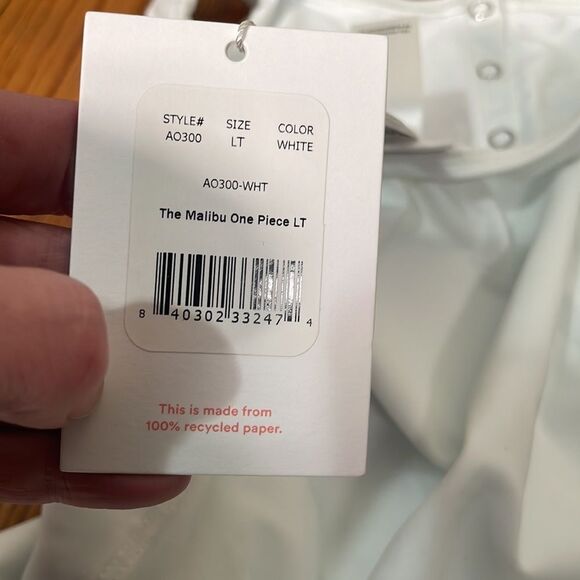 STYLE# SIZE COLOR
AO300 LT WHITE
AO300-WHT
The Malibu One Piece LT
8 40302 33247 4
This is made from
100% recycled paper.